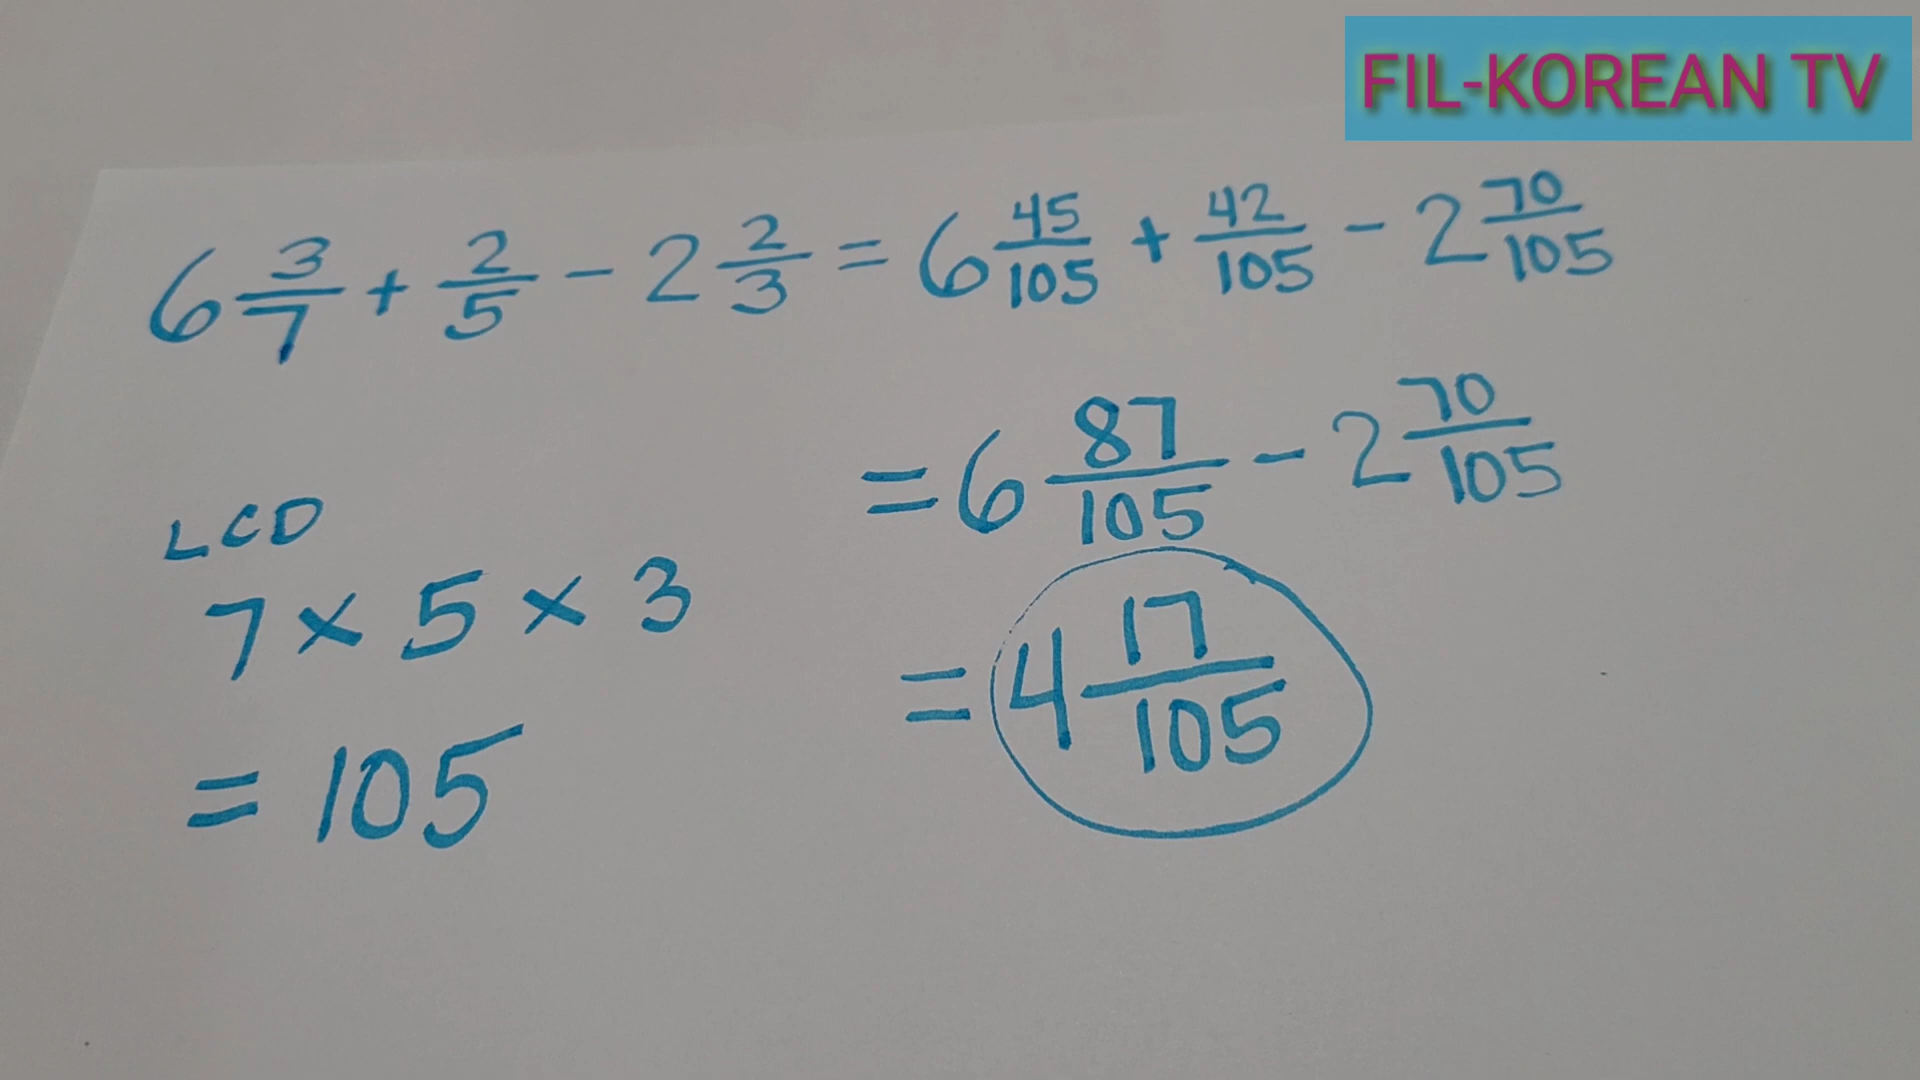 FIL-KOREAN TV
6 3/7 + 2/5 - 2 2/3 = 6 45/105 + 42/105 - 2 70/105
= 6 87/105 - 2 70/105
= 4 17/105
LCD
7 × 5 × 3
= 105